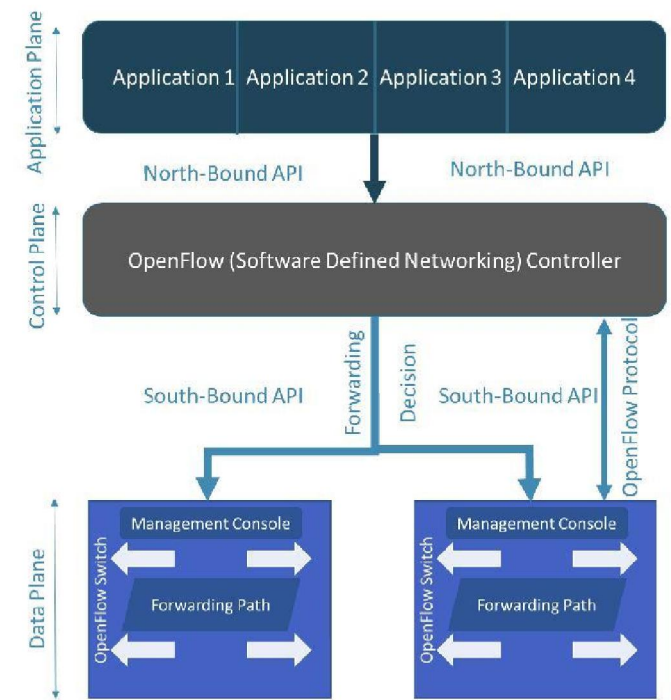 Application Plane
Application 1
Application 2
Application 3
Application 4
North-Bound API
North-Bound API
Control Plane
OpenFlow (Software Defined Networking) Controller
South-Bound API
Forwarding
Decision
South-Bound API
OpenFlow Protocol
Data Plane
OpenFlow Switch
Management Console
Forwarding Path
OpenFlow Switch
Management Console
Forwarding Path